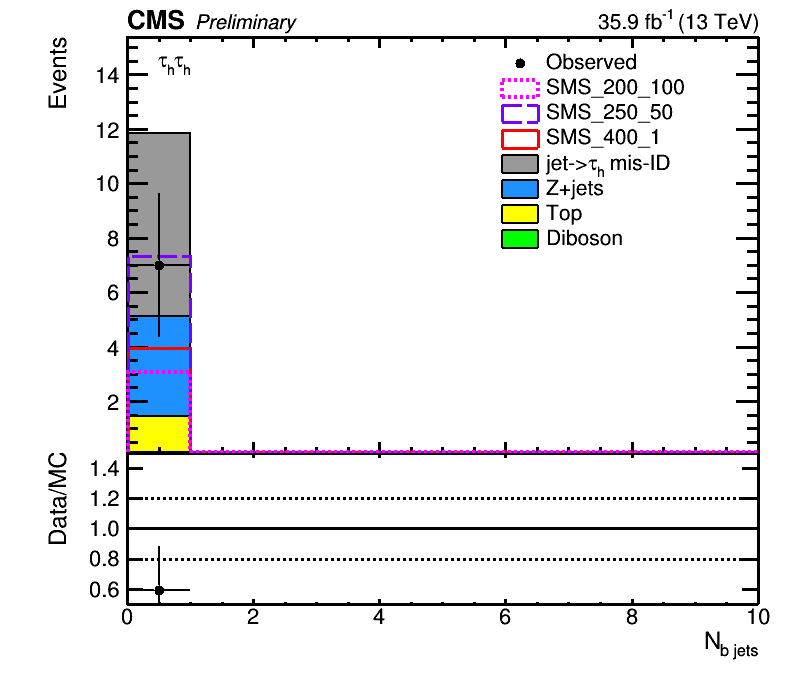 CMS Preliminary 35.9 fb-1 (13 TeV)
Events
τhτh
14
12
10
8
6
4
2
Observed
SMS_200_100
SMS_250_50
SMS_400_1
jet->τh mis-ID
Z+jets
Top
Diboson
Data/MC
1.4
1.2
1.0
0.8
0.6
0 2 4 6 8 10
Nb jets